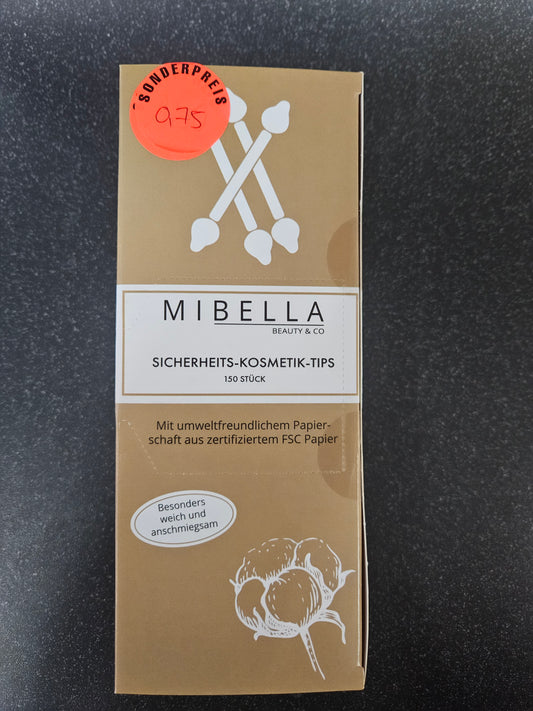 SONDERPREIS
0,75
MIBELLA
BEAUTY & CO
SICHERHEITS-KOSMETIK-TIPS
150 STÜCK
Mit umweltfreundlichem Papier-
schaft aus zertifiziertem FSC Papier
Besonders
weich und
anschmiegsam